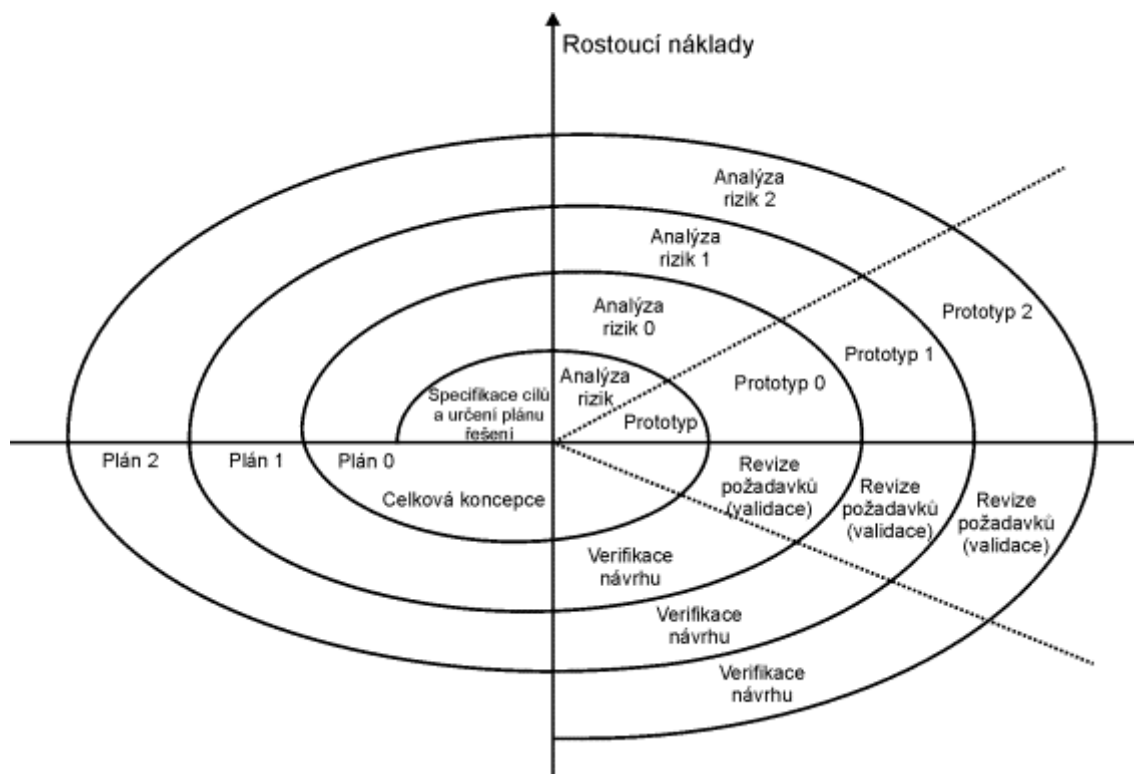 Rostoucí náklady
Analýza
rizik 2
Analýza
rizik 1
Analýza
rizik 0
Prototyp 2
Prototyp 1
Prototyp 0
Analýza
rizik
Prototyp
Specifikace cílů
a určení plánu
řešení
Plán 2
Plán 1
Plán 0
Celková koncepce
Revize
požadavků
(validace)
Revize
požadavků
(validace)
Revize
požadavků
(validace)
Verifikace
návrhu
Verifikace
návrhu
Verifikace
návrhu